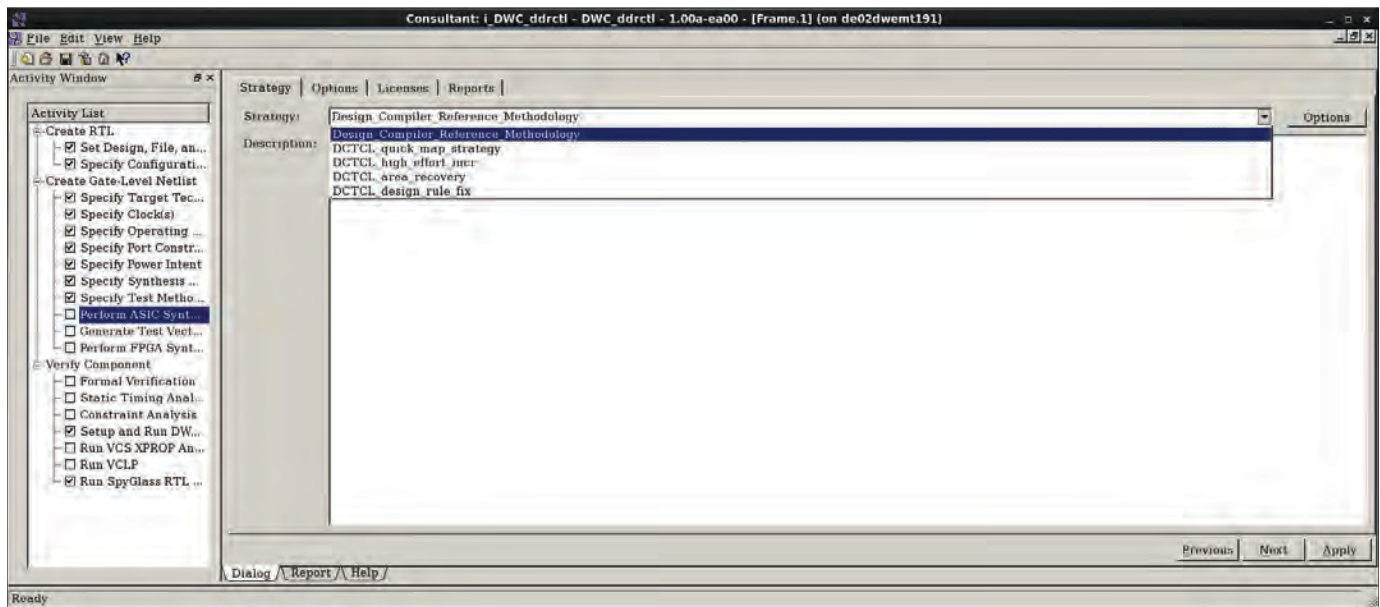 Consultant: i_DWC_ddrctl - DWC_ddrctl - 1.00a-ea00 - [Frame.1] (on de02dwemt191)
File Edit View Help
Activity Window
Activity List
Create RTL
Set Design, File, an...
Specify Configurati...
Create Gate-Level Netlist
Specify Target Tec...
Specify Clock(s)
Specify Operating ...
Specify Port Constr...
Specify Power Intent
Specify Synthesis ...
Specify Test Metho...
Perform ASIC Synt...
Generate Test Vect...
Perform FPGA Synt...
Verify Component
Formal Verification
Static Timing Anal...
Constraint Analysis
Setup and Run DW...
Run VCS XPROP An...
Run VCLP
Run SpyGlass RTL ...
Strategy Options Licenses Reports
Strategy: Design_Compiler_Reference_Methodology Options
Description:
Design_Compiler_Reference_Methodology
DCTCL_quick_map_strategy
DCTCL_high_effort_incr
DCTCL_area_recovery
DCTCL_design_rule_fix
Previous Next Apply
Dialog Report Help
Ready